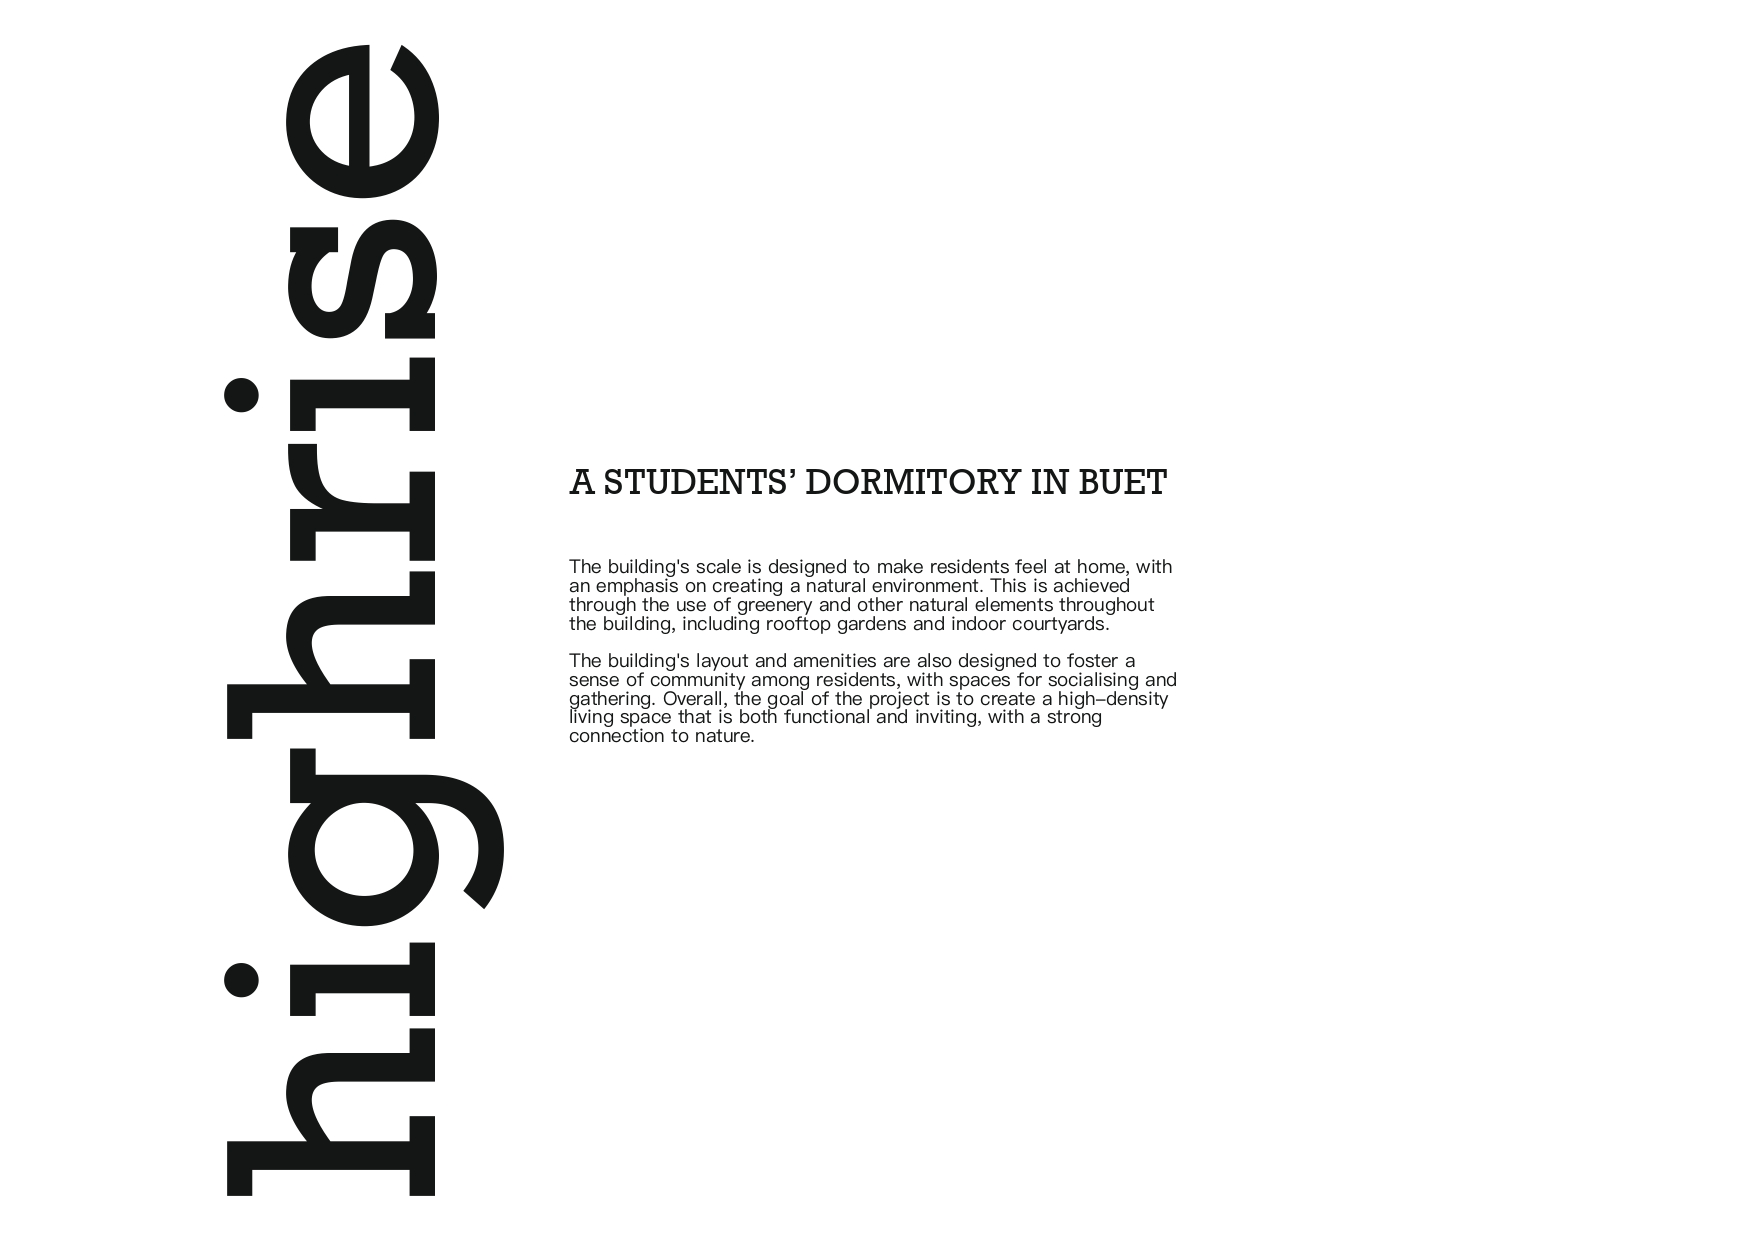 highrise
A STUDENTS’ DORMITORY IN BUET
The building's scale is designed to make residents feel at home, with
an emphasis on creating a natural environment. This is achieved
through the use of greenery and other natural elements throughout
the building, including rooftop gardens and indoor courtyards.
The building's layout and amenities are also designed to foster a
sense of community among residents, with spaces for socialising and
gathering. Overall, the goal of the project is to create a high–density
living space that is both functional and inviting, with a strong
connection to nature.